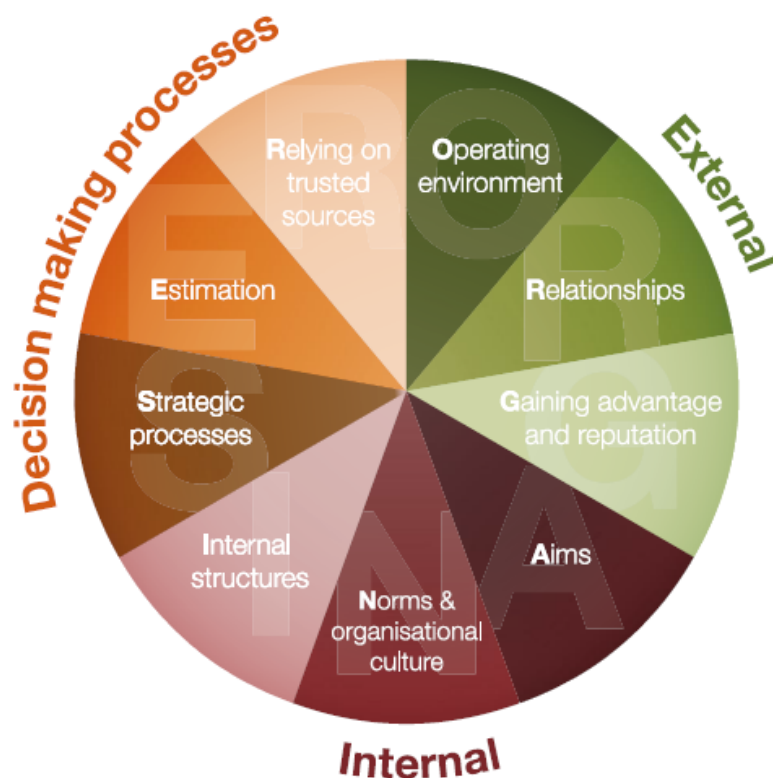 Decision making processes
External
Internal
Operating
environment
Relationships
Gaining advantage
and reputation
Aims
Norms &
organisational
culture
Internal
structures
Strategic
processes
Estimation
Relying on
trusted
sources
O
R
G
A
N
I
S
E
R